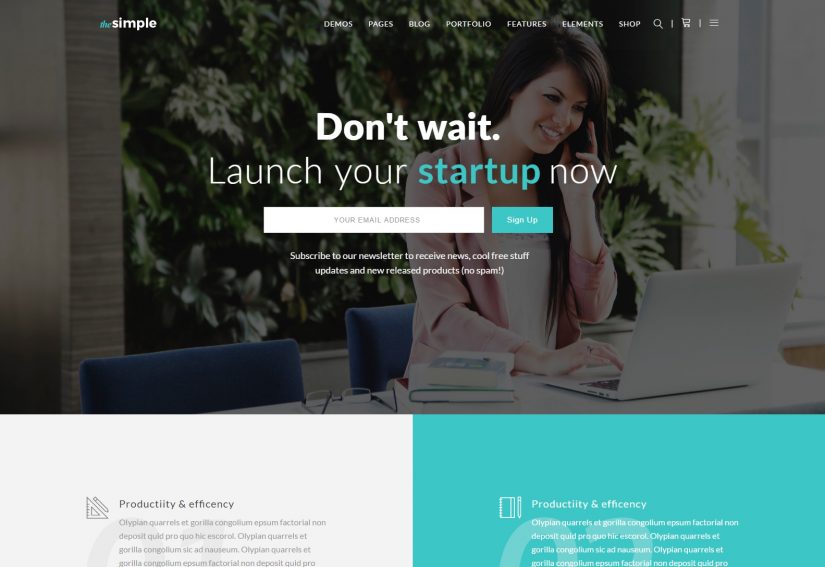 thesimple
DEMOS PAGES BLOG PORTFOLIO FEATURES ELEMENTS SHOP
Don't wait.
Launch your startup now
YOUR EMAIL ADDRESS
Sign Up
Subscribe to our newsletter to receive news, cool free stuff
updates and new released products (no spam!)
Productiity & efficency
Olypian quarrels et gorilla congolium epsum factorial non
deposit quid pro quo hic escorol. Olypian quarrels et
gorilla congolium sic ad nauseum. Olypian quarrels et
gorilla congolium epsum factorial non deposit quid pro
Productiity & efficency
Olypian quarrels et gorilla congolium epsum factorial non
deposit quid pro quo hic escorol. Olypian quarrels et
gorilla congolium sic ad nauseum. Olypian quarrels et
gorilla congolium epsum factorial non deposit quid pro